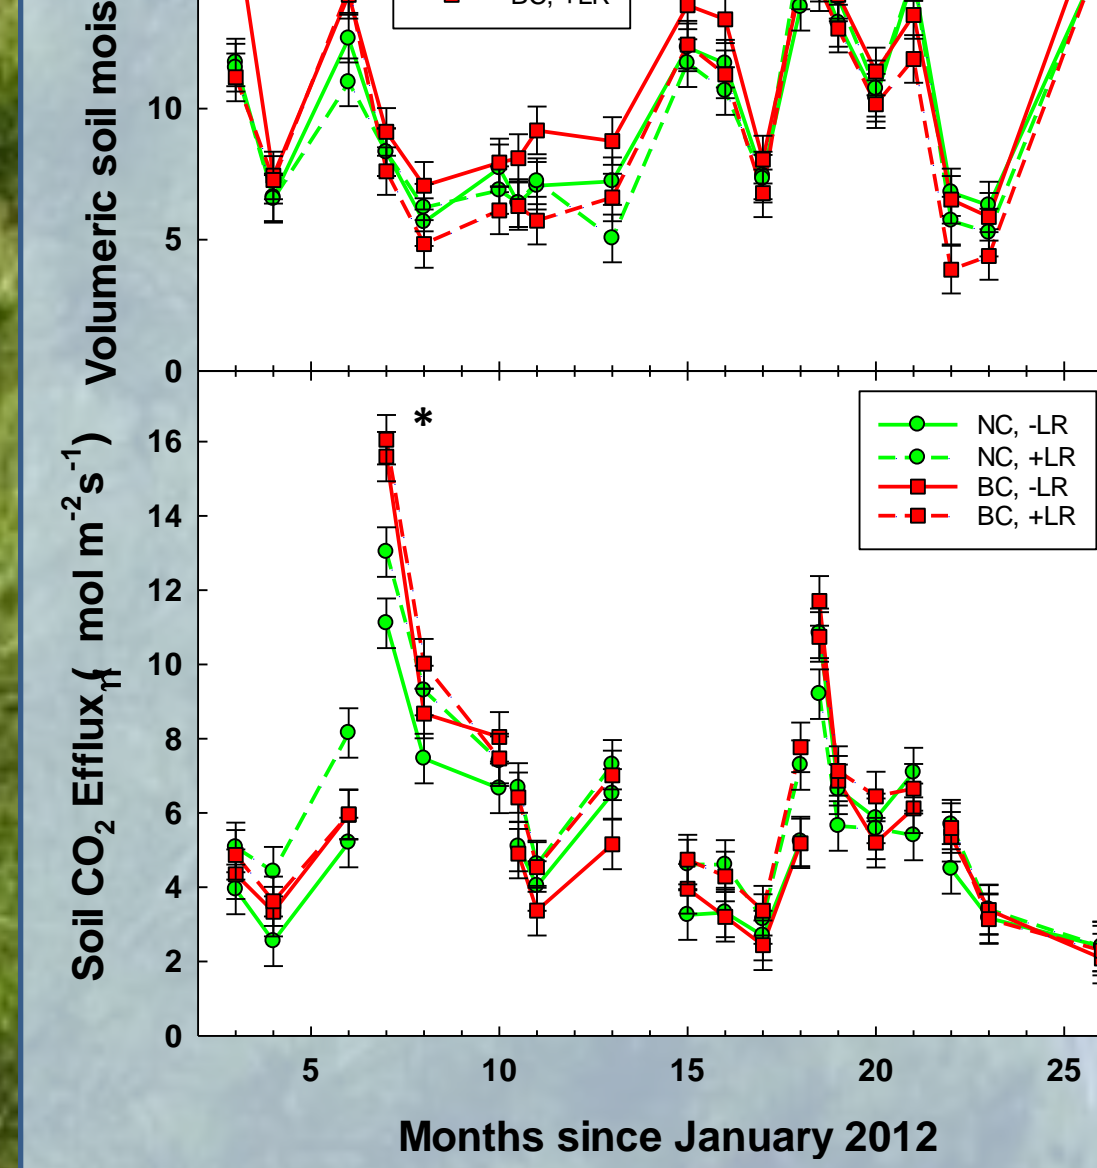 BC, +LR
Volumeric soil mois
10
5
0
*
NC, -LR
NC, +LR
BC, -LR
BC, +LR
Soil CO2 Efflux ( m mol m-2s-1)
16
14
12
10
8
6
4
2
0
5 10 15 20 25
Months since January 2012